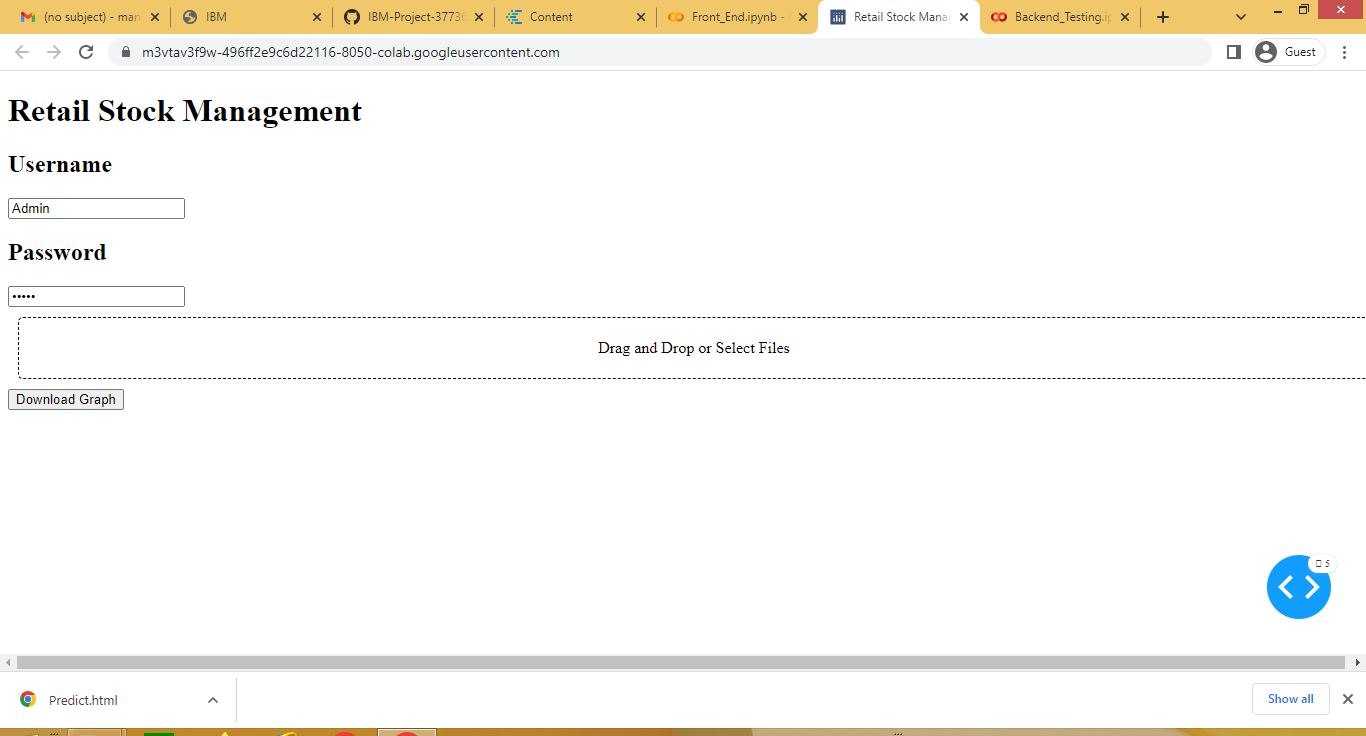 (no subject) - man
IBM
IBM-Project-37736
Content
Front_End.ipynb -
Retail Stock Mana
Backend_Testing.ip
m3vtav3f9w-496ff2e9c6d22116-8050-colab.googleusercontent.com
Guest
Retail Stock Management
Username
Admin
Password
•••••
Drag and Drop or Select Files
Download Graph
5
Predict.html
Show all